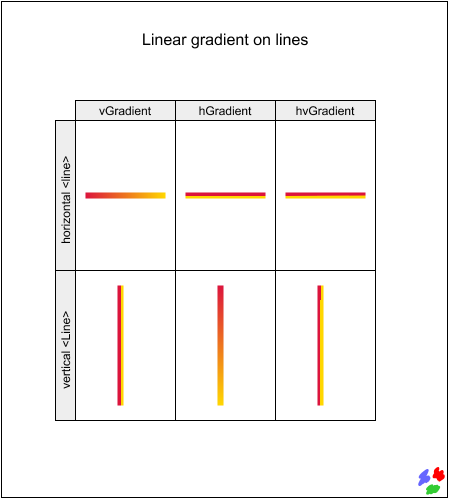 Linear gradient on lines
vGradient
hGradient
hvGradient
horizontal <line>
vertical <Line>